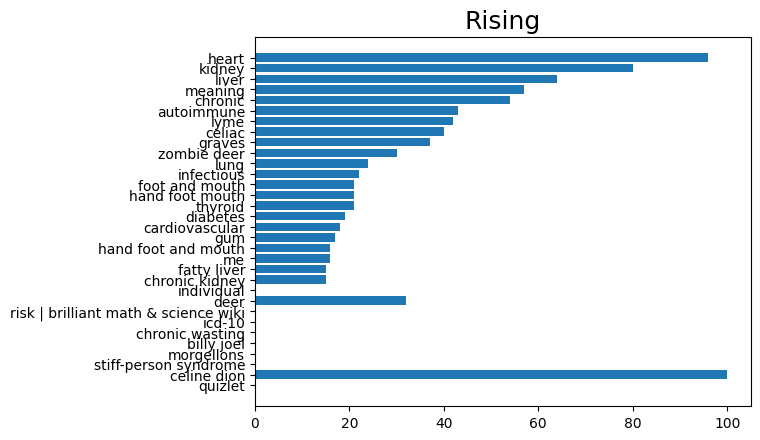 Rising
heart
kidney
liver
meaning
chronic
autoimmune
lyme
celiac
graves
zombie deer
lung
infectious
foot and mouth
hand foot mouth
thyroid
diabetes
cardiovascular
gum
hand foot and mouth
me
fatty liver
chronic kidney
individual
deer
risk | brilliant math & science wiki
icd-10
chronic wasting
billy joel
morgellons
stiff-person syndrome
celine dion
quizlet
0 20 40 60 80 100